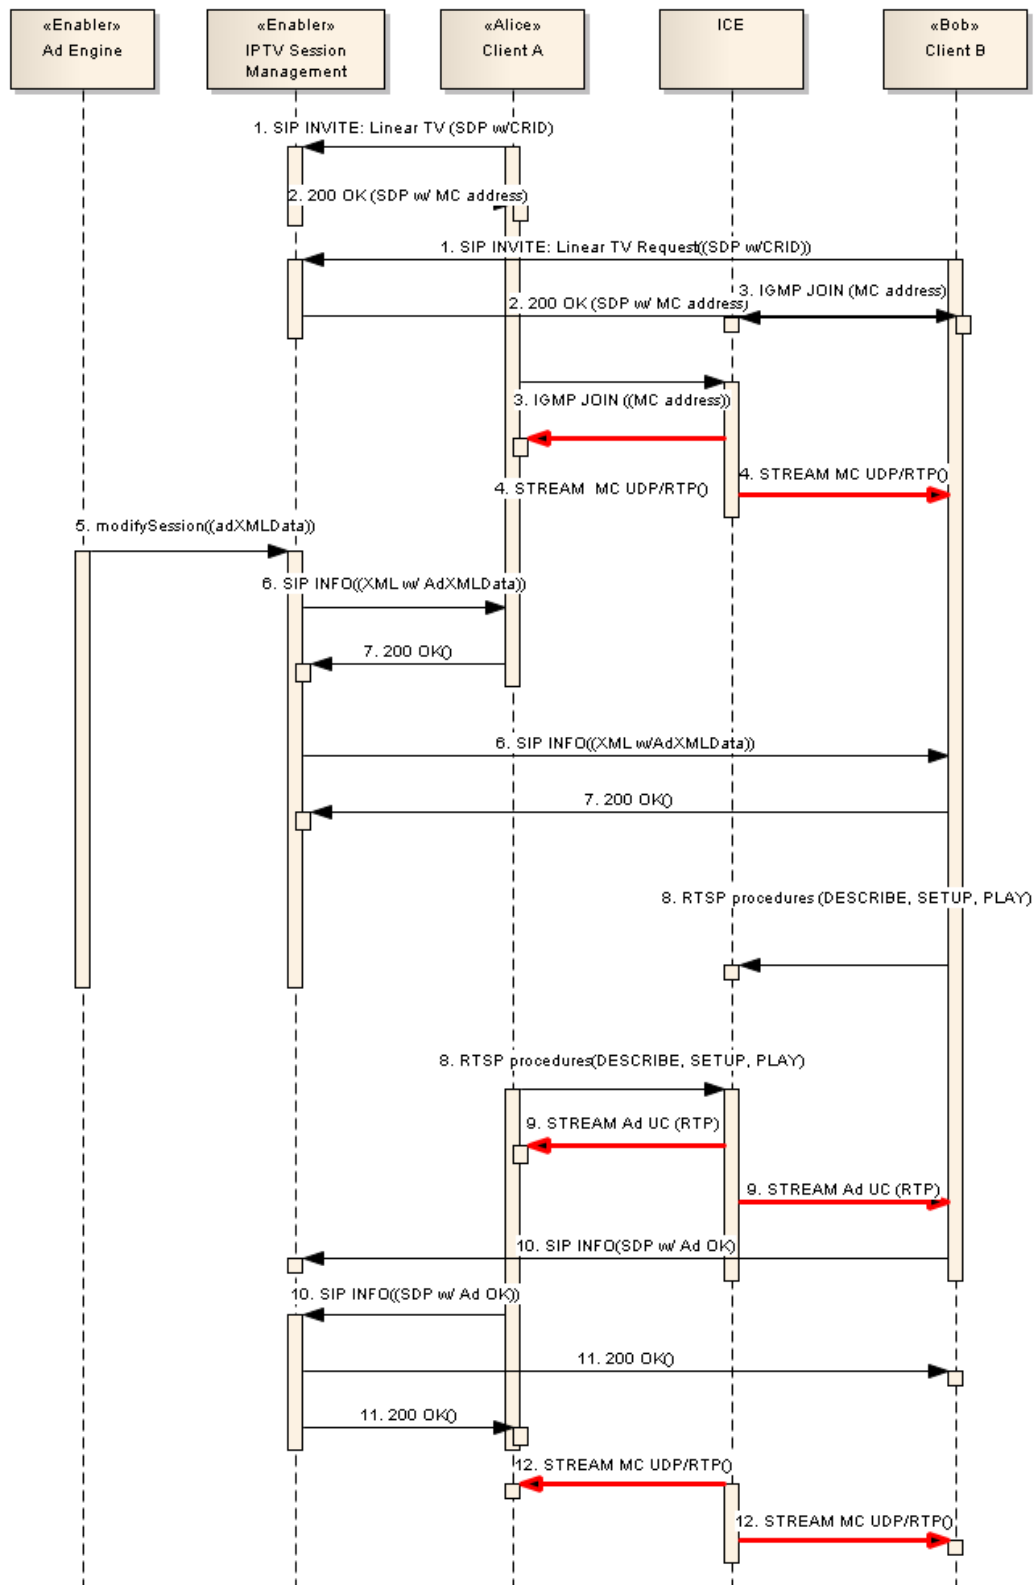 «Enabler»
Ad Engine
«Enabler»
IPTV Session
Management
«Alice»
Client A
ICE
«Bob»
Client B
1. SIP INVITE: Linear TV (SDP w/CRID)
2. 200 OK (SDP w/ MC address)
1. SIP INVITE: Linear TV Request((SDP w/CRID))
3. IGMP JOIN (MC address)
2. 200 OK (SDP w/ MC address)
3. IGMP JOIN ((MC address))
4. STREAM MC UDP/RTP()
4. STREAM MC UDP/RTP()
5. modifySession((adXMLData))
6. SIP INFO((XML w/ AdXMLData))
7. 200 OK()
6. SIP INFO((XML w/AdXMLData))
7. 200 OK()
8. RTSP procedures (DESCRIBE, SETUP, PLAY)
8. RTSP procedures(DESCRIBE, SETUP, PLAY)
9. STREAM Ad UC (RTP)
9. STREAM Ad UC (RTP)
10. SIP INFO(SDP w/ Ad OK)
10. SIP INFO((SDP w/ Ad OK))
11. 200 OK()
11. 200 OK()
12. STREAM MC UDP/RTP()
12. STREAM MC UDP/RTP()